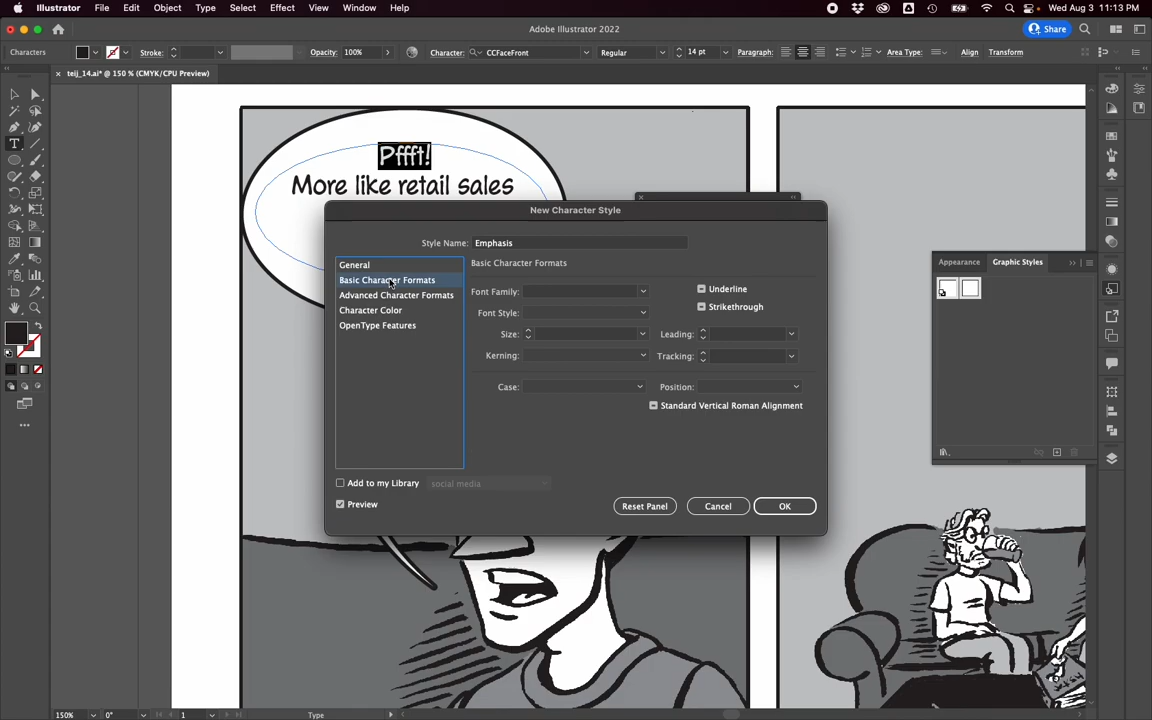 Illustrator File Edit Object Type Select Effect View Window Help
Wed Aug 3 11:13 PM
Adobe Illustrator 2022
Share
Characters Stroke: Opacity: 100% Character: CCFaceFront Regular 14 pt Paragraph: Area Type: Align Transform
teij_14.ai* @ 150 % (CMYK/CPU Preview)
Pffft!
More like retail sales
New Character Style
Style Name: Emphasis
General
Basic Character Formats
Advanced Character Formats
Character Color
OpenType Features
Basic Character Formats
Font Family:
Underline
Font Style:
Strikethrough
Size:
Leading:
Kerning:
Tracking:
Case:
Position:
Standard Vertical Roman Alignment
Add to my Library
social media
Preview
Reset Panel
Cancel
OK
Appearance
Graphic Styles
150%
0°
1
Type